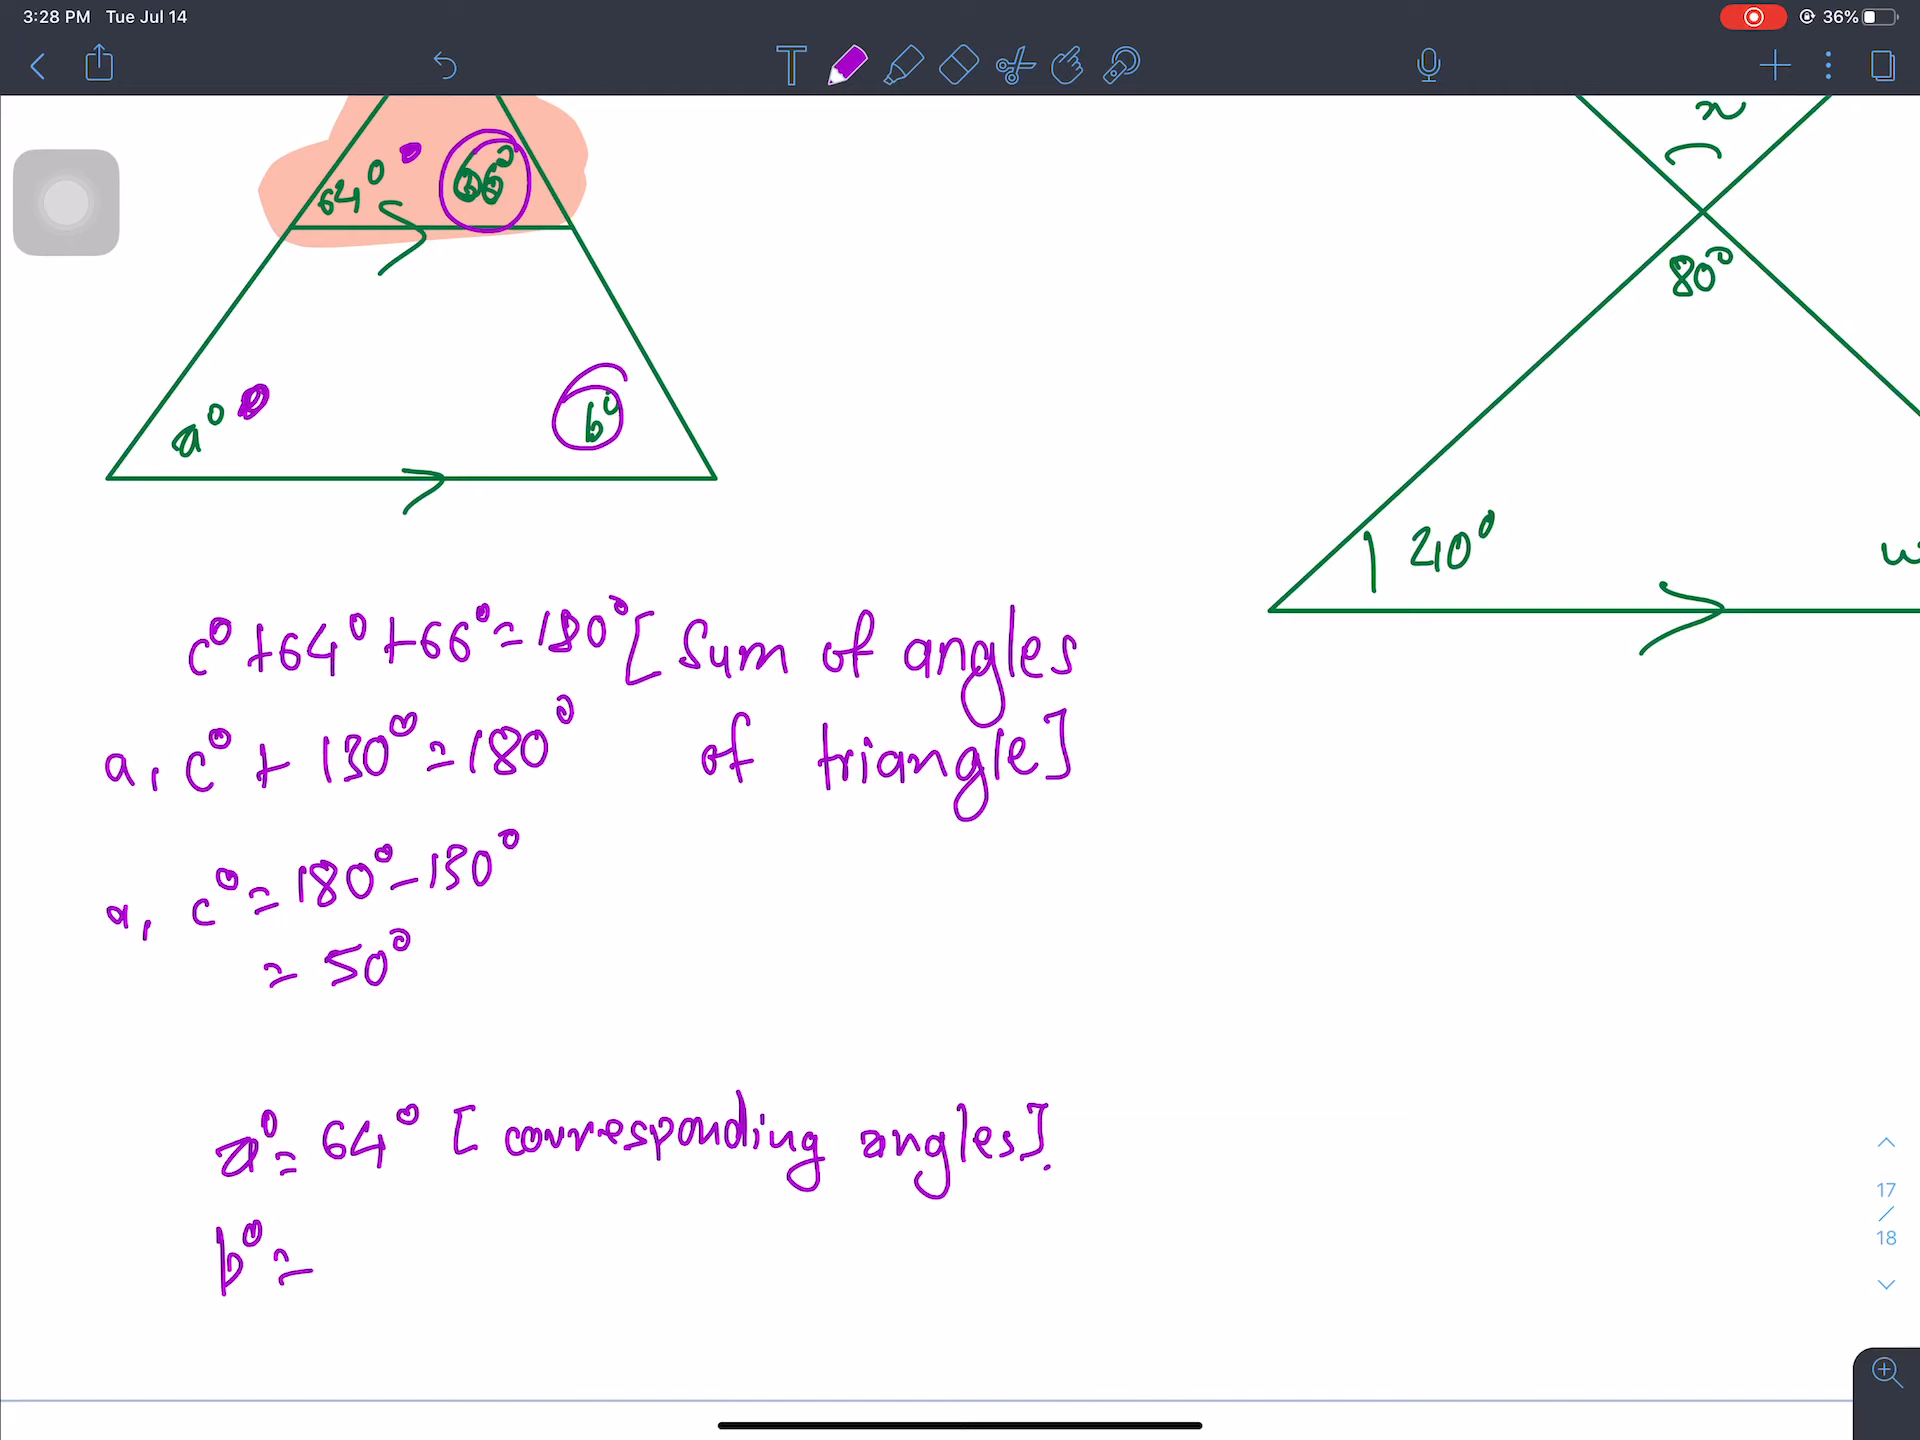 3:28 PM Tue Jul 14
36%
T
x
64° 66°
80°
a° b°
40°
w
c° + 64° + 66° = 180° [ Sum of angles
a, c° + 130° = 180° of triangle]
a, c° = 180° - 130°
= 50°
a° = 64° [ corresponding angles].
b° =
17
/
18